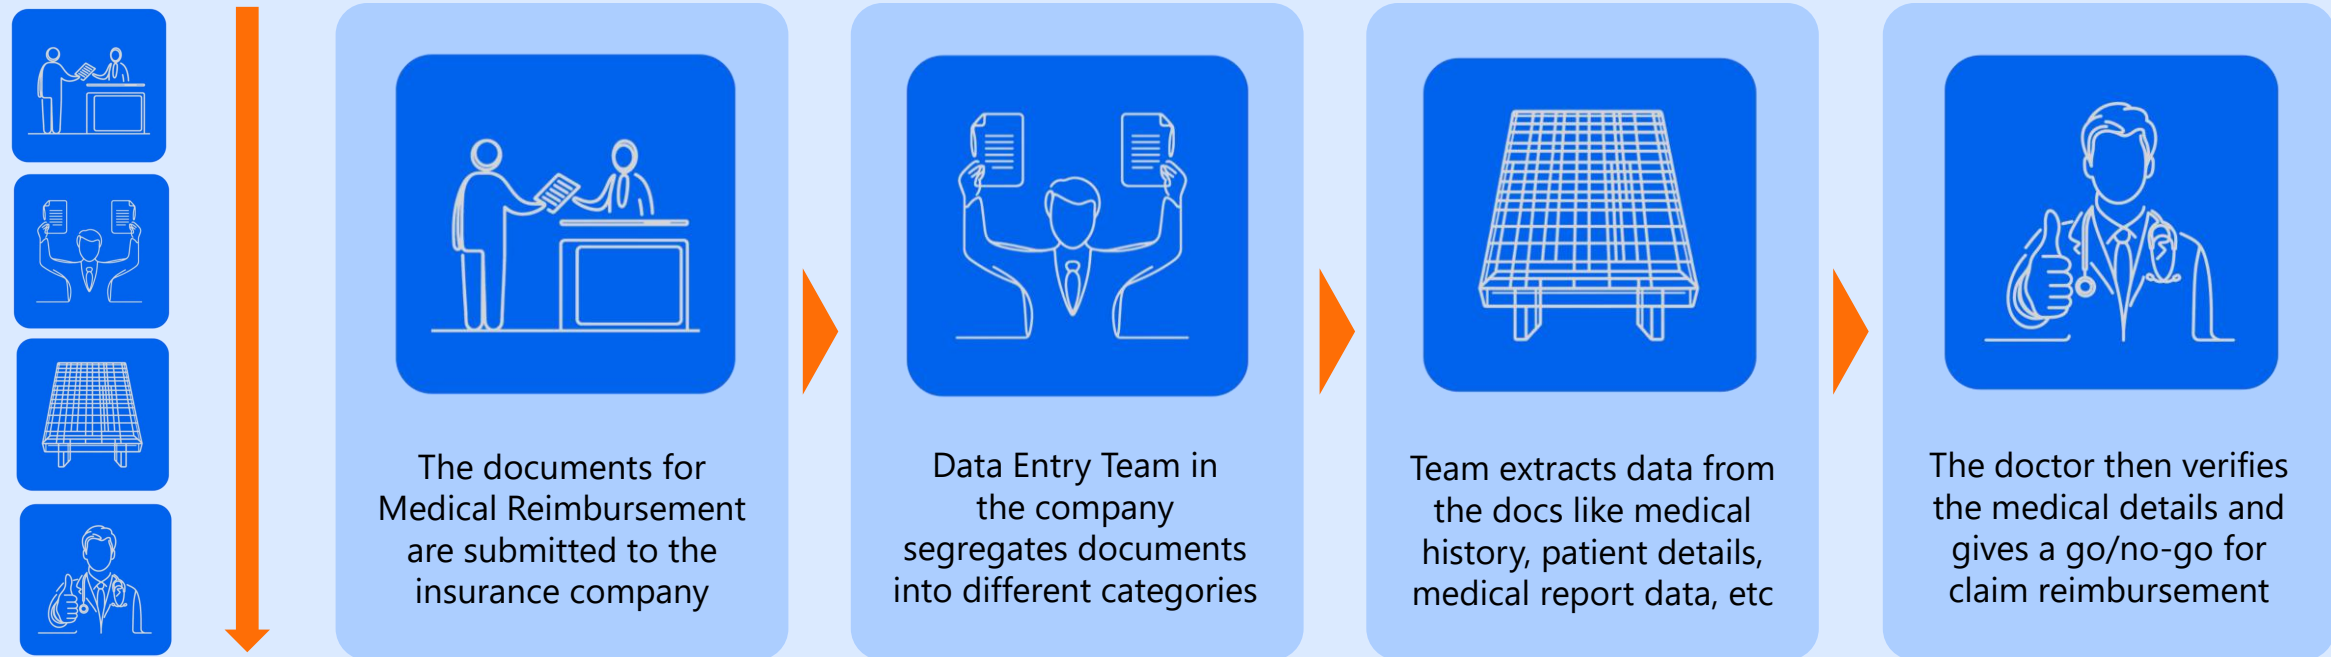 The documents for
Medical Reimbursement
are submitted to the
insurance company
Data Entry Team in
the company
segregates documents
into different categories
Team extracts data from
the docs like medical
history, patient details,
medical report data, etc
The doctor then verifies
the medical details and
gives a go/no-go for
claim reimbursement